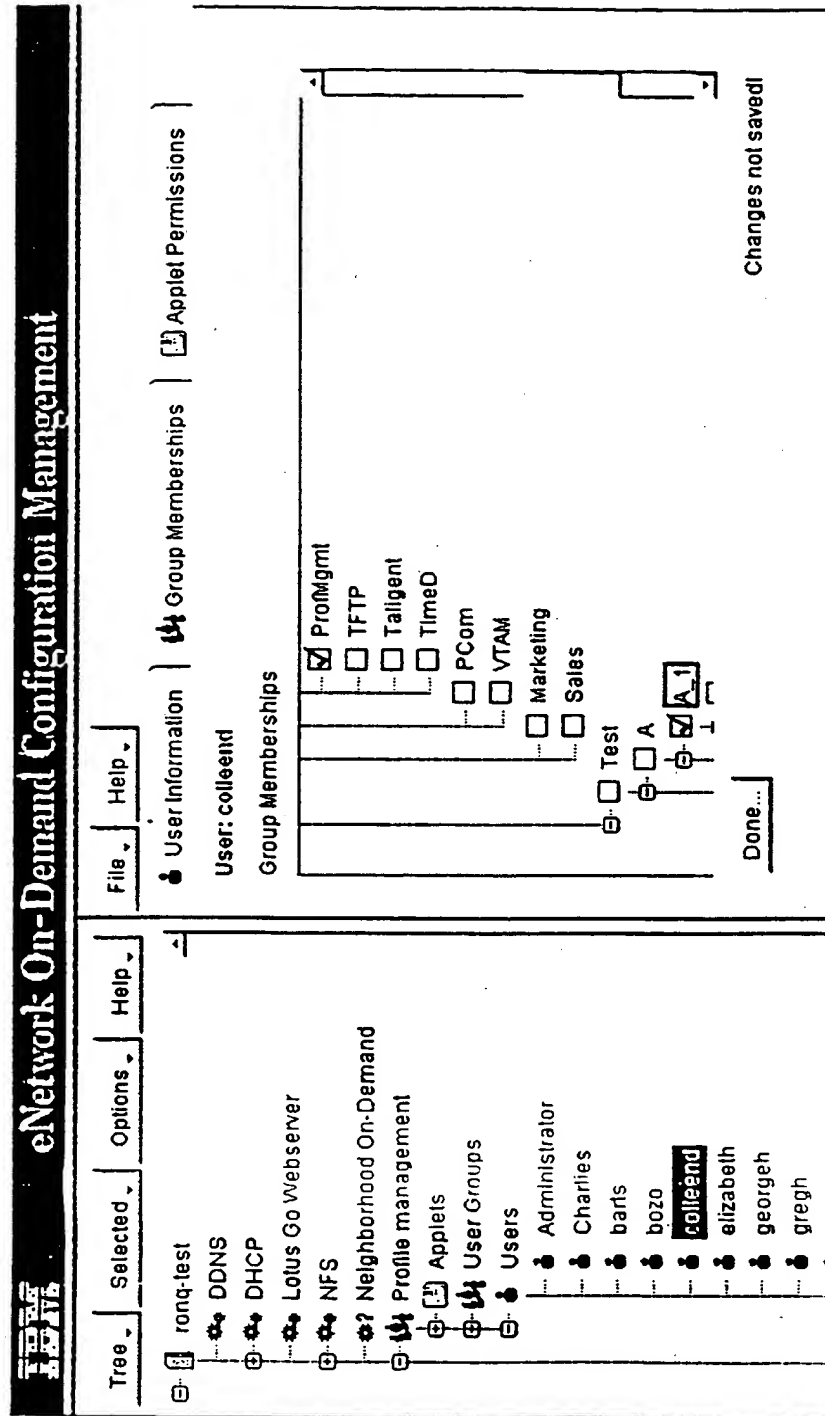 IBM eNetwork On-Demand Configuration Management
Tree Selected Options Help
ronq-test
DDNS
DHCP
Lotus Go Webserver
NFS
Neighborhood On-Demand
Profile management
Applets
User Groups
Users
Administrator
Charlies
barts
bozo
colleend
elizabeth
georgeh
gregh
File Help
User Information Group Memberships Applet Permissions
User: colleend
Group Memberships
ProfMgmt
TFTP
Taligent
TimeD
PCom
VTAM
Marketing
Sales
Test
A
A_1
Done...
Changes not saved!